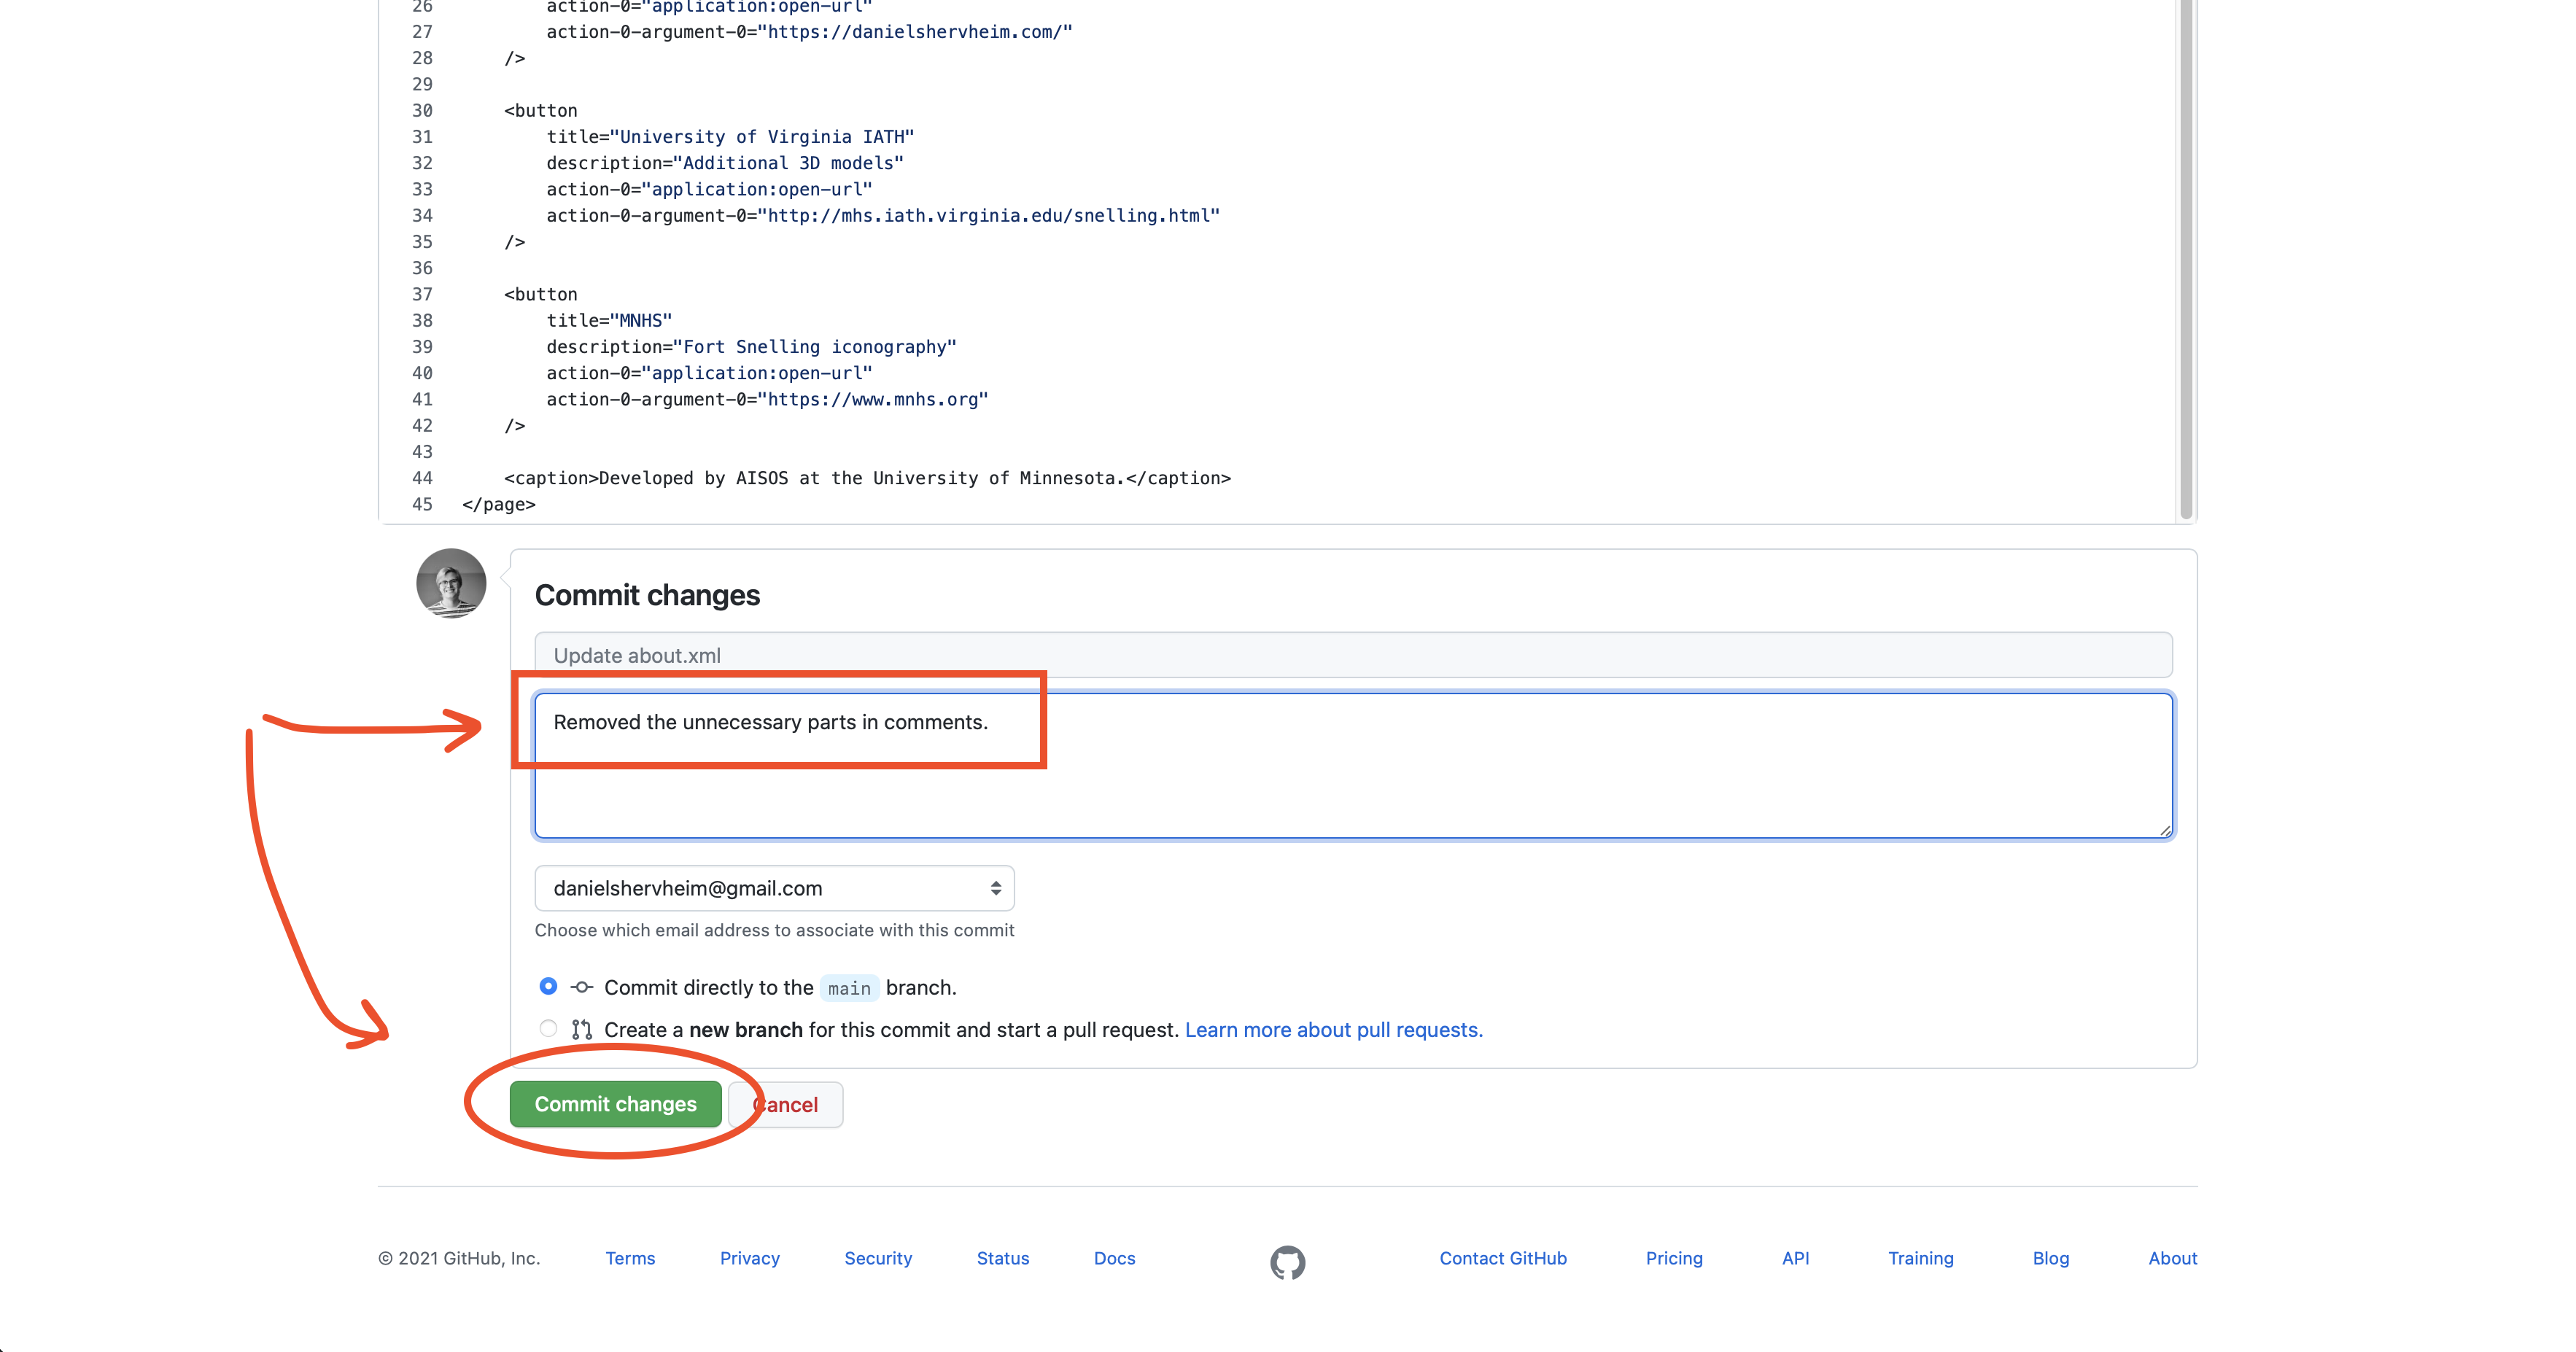 26 action-0="application:open-url"
27 action-0-argument-0="https://danielshervheim.com/"
28 />
29
30 <button
31 title="University of Virginia IATH"
32 description="Additional 3D models"
33 action-0="application:open-url"
34 action-0-argument-0="http://mhs.iath.virginia.edu/snelling.html"
35 />
36
37 <button
38 title="MNHS"
39 description="Fort Snelling iconography"
40 action-0="application:open-url"
41 action-0-argument-0="https://www.mnhs.org"
42 />
43
44 <caption>Developed by AISOS at the University of Minnesota.</caption>
45 </page>
Commit changes
Update about.xml
Removed the unnecessary parts in comments.
danielshervheim@gmail.com
Choose which email address to associate with this commit
Commit directly to the main branch.
Create a new branch for this commit and start a pull request. Learn more about pull requests.
Commit changes Cancel
© 2021 GitHub, Inc. Terms Privacy Security Status Docs Contact GitHub Pricing API Training Blog About